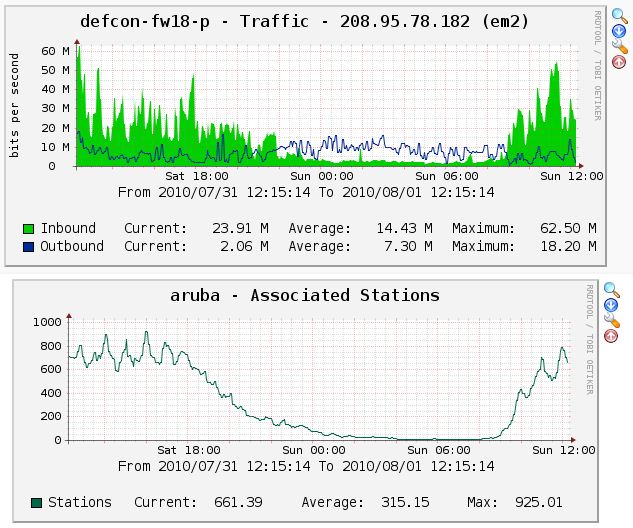 defcon-fw18-p - Traffic - 208.95.78.182 (em2)
RRDTOOL / TOBI OETIKER
bits per second
60 M
50 M
40 M
30 M
20 M
10 M
0
Sat 18:00 Sun 00:00 Sun 06:00 Sun 12:00
From 2010/07/31 12:15:14 To 2010/08/01 12:15:14
Inbound Current: 23.91 M Average: 14.43 M Maximum: 62.50 M
Outbound Current: 2.06 M Average: 7.30 M Maximum: 18.20 M
aruba - Associated Stations
RRDTOOL / TOBI OETIKER
1000
800
600
400
200
0
Sat 18:00 Sun 00:00 Sun 06:00 Sun 12:00
From 2010/07/31 12:15:14 To 2010/08/01 12:15:14
Stations Current: 661.39 Average: 315.15 Max: 925.01